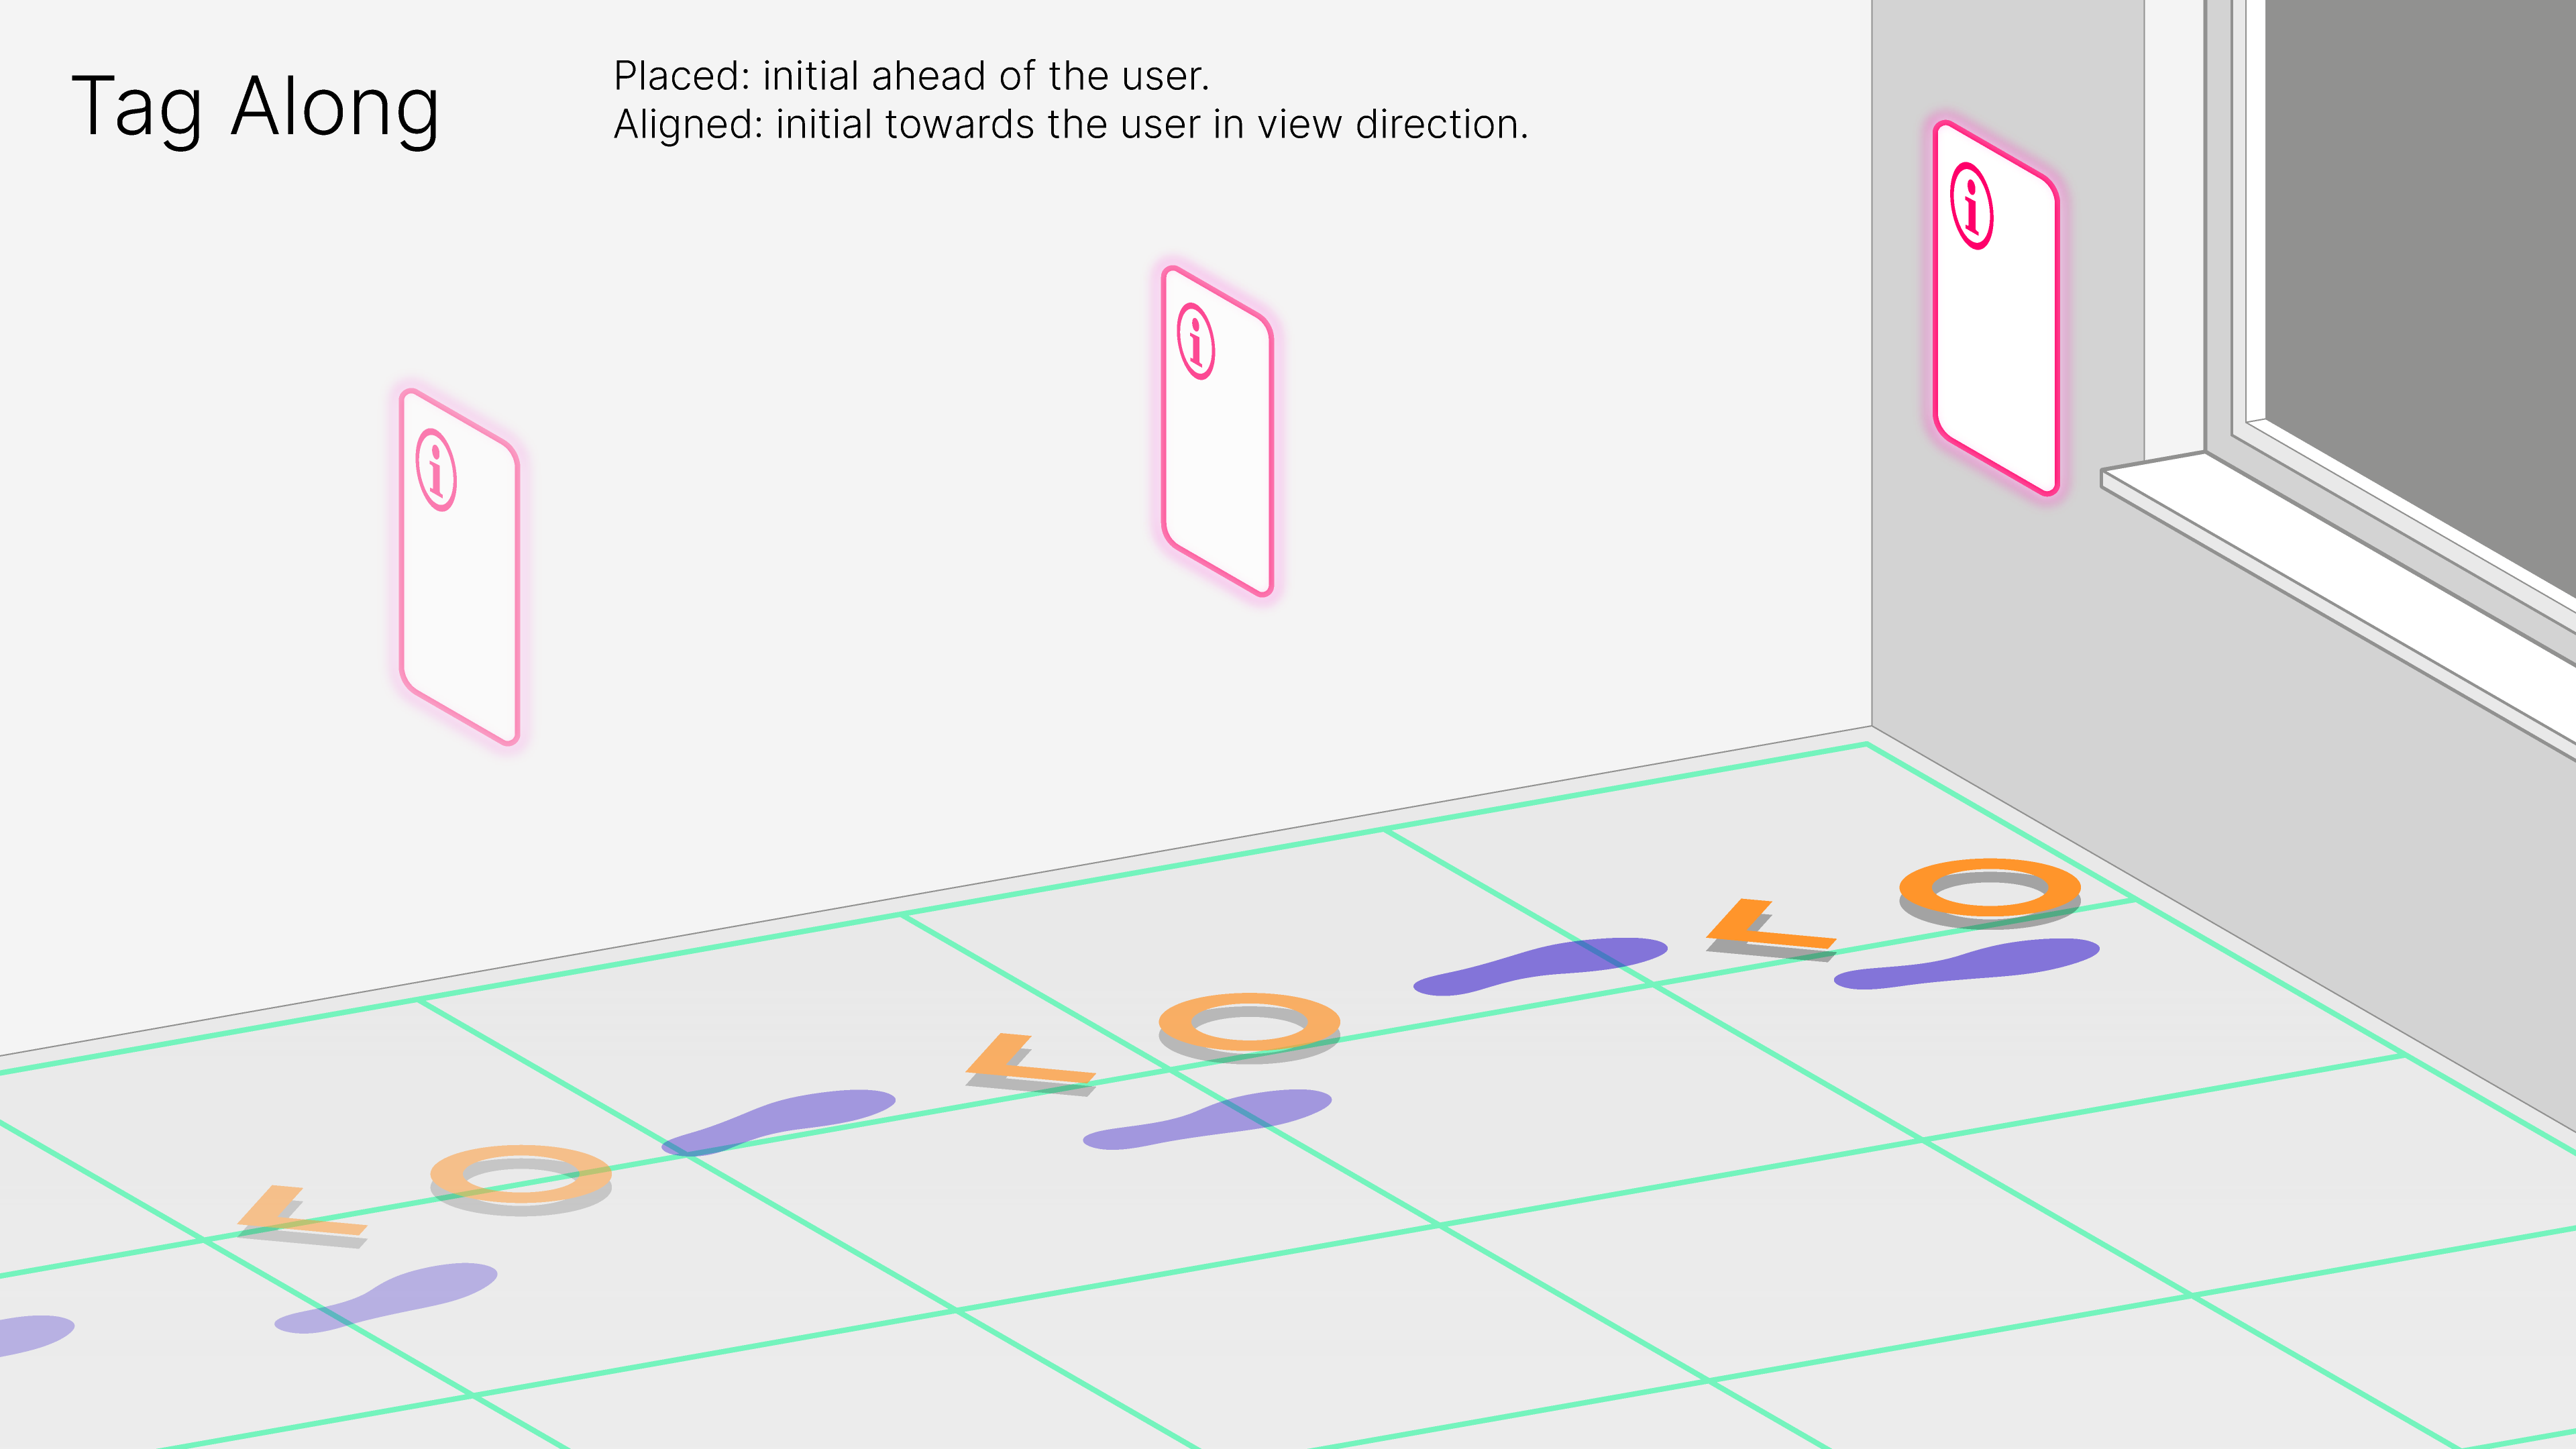 Tag Along
Placed: initial ahead of the user.
Aligned: initial towards the user in view direction.
i
i
i